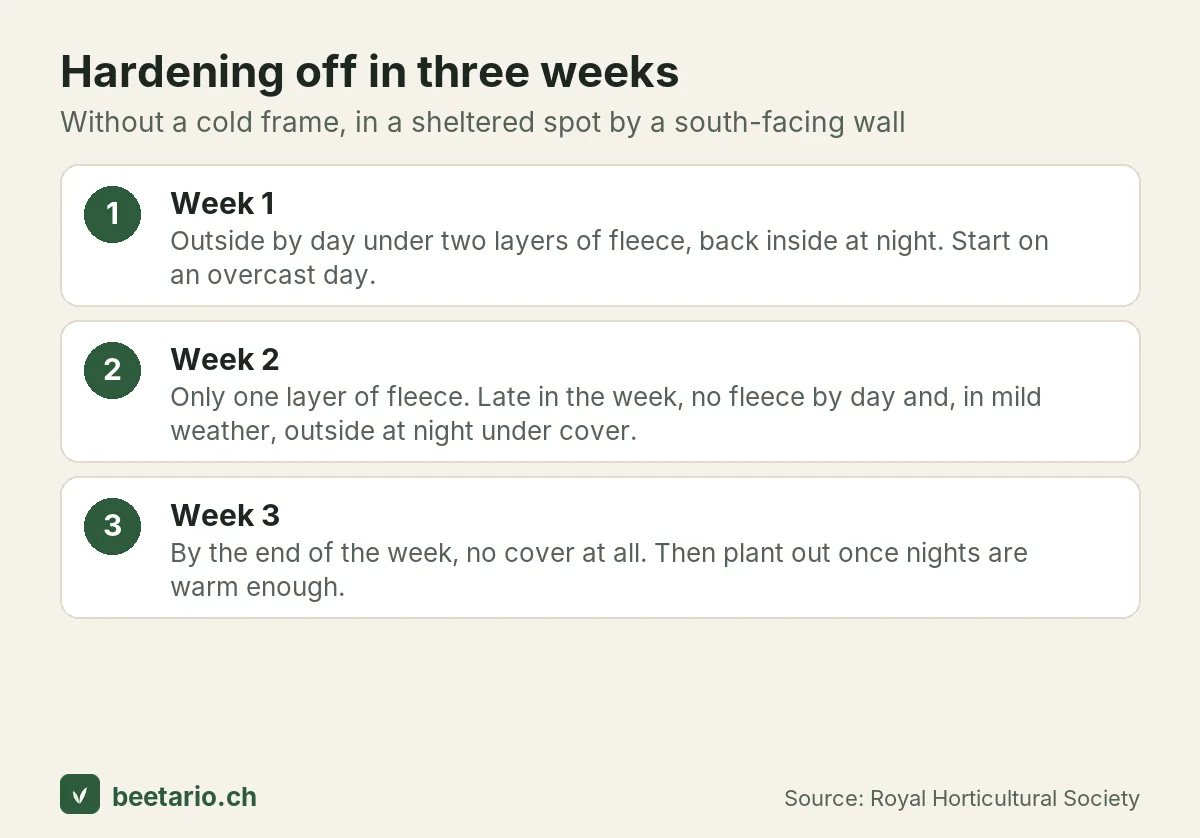 Hardening off in three weeks
Without a cold frame, in a sheltered spot by a south-facing wall
1
Week 1
Outside by day under two layers of fleece, back inside at night. Start on
an overcast day.
2
Week 2
Only one layer of fleece. Late in the week, no fleece by day and, in mild
weather, outside at night under cover.
3
Week 3
By the end of the week, no cover at all. Then plant out once nights are
warm enough.
beetario.ch
Source: Royal Horticultural Society